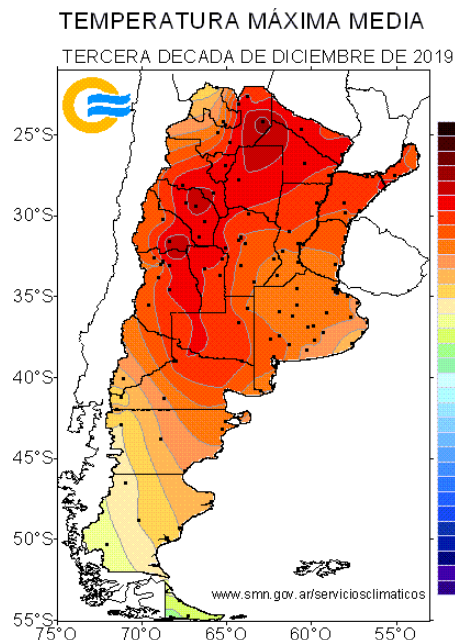 TEMPERATURA MÁXIMA MEDIA
TERCERA DECADA DE DICIEMBRE DE 2019
25°S
30°S
35°S
40°S
45°S
50°S
www.smn.gov.ar/serviciosclimaticos
55°S
75°O 70°O 65°O 60°O 55°O